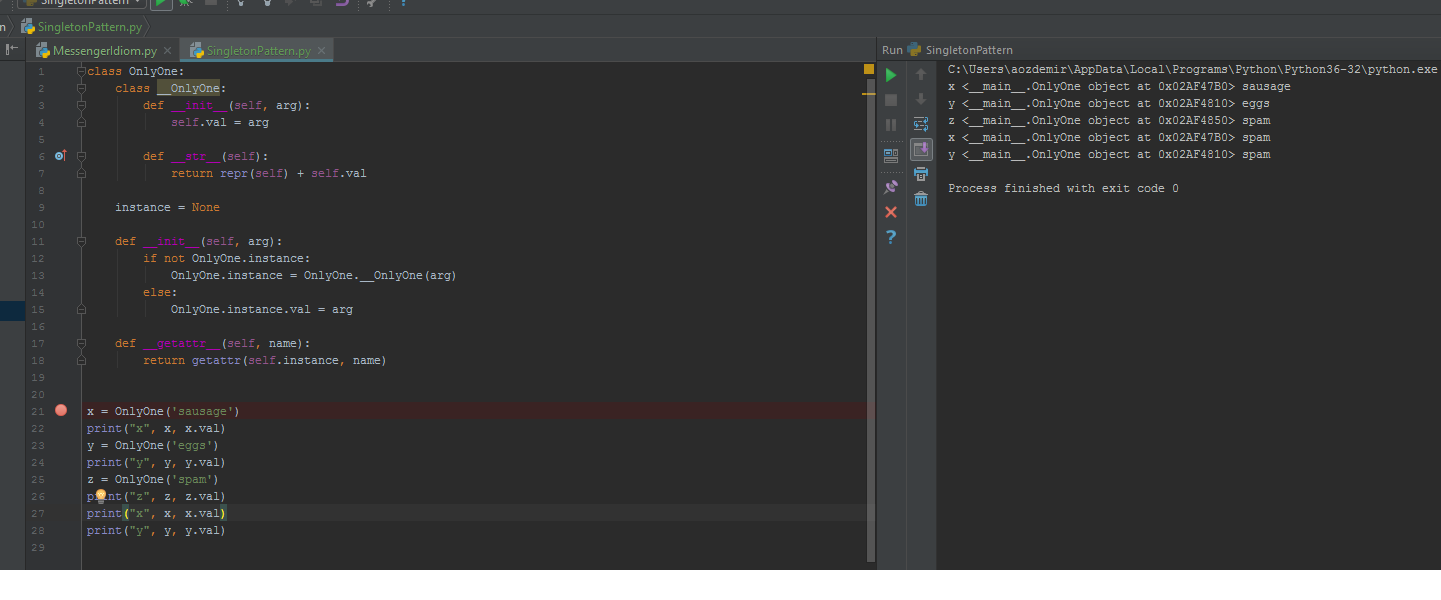 SingletonPattern
n SingletonPattern.py
MessengerIdiom.py × SingletonPattern.py ×
1 class OnlyOne:
2     class __OnlyOne:
3         def __init__(self, arg):
4             self.val = arg
5
6         def __str__(self):
7             return repr(self) + self.val
8
9     instance = None
10
11     def __init__(self, arg):
12         if not OnlyOne.instance:
13             OnlyOne.instance = OnlyOne.__OnlyOne(arg)
14         else:
15             OnlyOne.instance.val = arg
16
17     def __getattr__(self, name):
18         return getattr(self.instance, name)
19
20
21 x = OnlyOne('sausage')
22 print("x", x, x.val)
23 y = OnlyOne('eggs')
24 print("y", y, y.val)
25 z = OnlyOne('spam')
26 print("z", z, z.val)
27 print("x", x, x.val)
28 print("y", y, y.val)
29
Run SingletonPattern
C:\Users\aozdemir\AppData\Local\Programs\Python\Python36-32\python.exe
x <__main__.OnlyOne object at 0x02AF47B0> sausage
y <__main__.OnlyOne object at 0x02AF4810> eggs
z <__main__.OnlyOne object at 0x02AF4850> spam
x <__main__.OnlyOne object at 0x02AF47B0> spam
y <__main__.OnlyOne object at 0x02AF4810> spam
Process finished with exit code 0